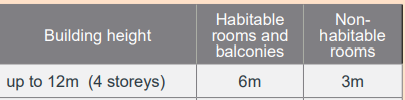 Building height
Habitable
rooms and
balconies
Non-
habitable
rooms
up to 12m (4 storeys)
6m
3m